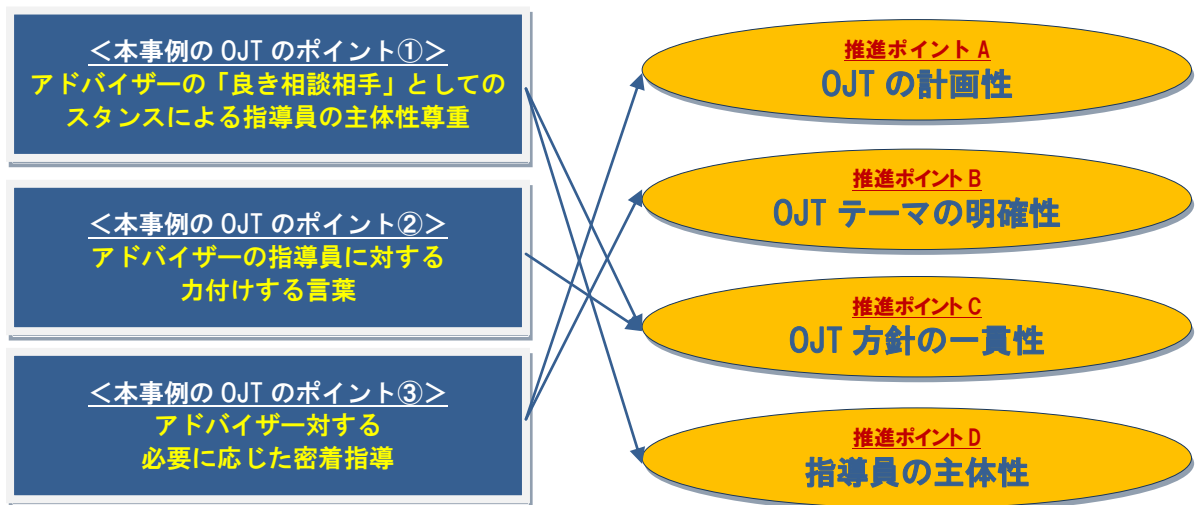 ＜本事例の OJT のポイント①＞
アドバイザーの「良き相談相手」としての
スタンスによる指導員の主体性尊重
＜本事例の OJT のポイント②＞
アドバイザーの指導員に対する
力付けする言葉
＜本事例の OJT のポイント③＞
アドバイザー対する
必要に応じた密着指導
推進ポイント A
OJT の計画性
推進ポイント B
OJT テーマの明確性
推進ポイント C
OJT 方針の一貫性
推進ポイント D
指導員の主体性